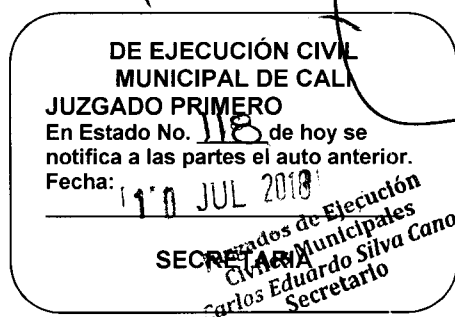 DE EJECUCIÓN CIVIL
MUNICIPAL DE CALI
JUZGADO PRIMERO
En Estado No. 118 de hoy se
notifica a las partes el auto anterior.
Fecha: 10 JUL 2018
SECRETARIA
Juzgados de Ejecución
Civiles Municipales
Carlos Eduardo Silva Cano
Secretario